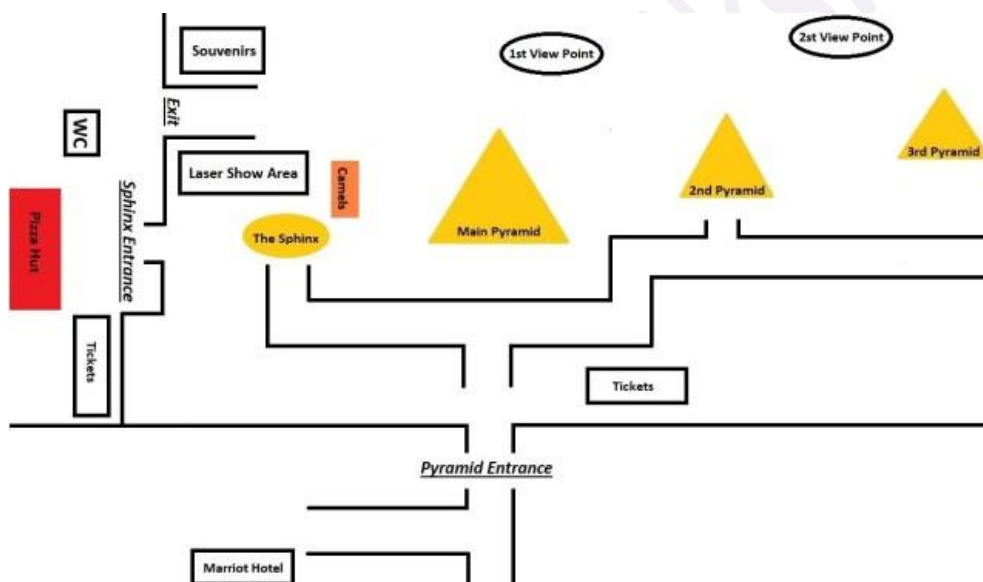 2nd View Point
Souvenirs
1st View Point
Exit
WC
3rd Pyramid
Laser Show Area
Camels
2nd Pyramid
Sphinx Entrance
Pizza Hut
The Sphinx
Main Pyramid
Tickets
Tickets
Pyramid Entrance
Marriot Hotel